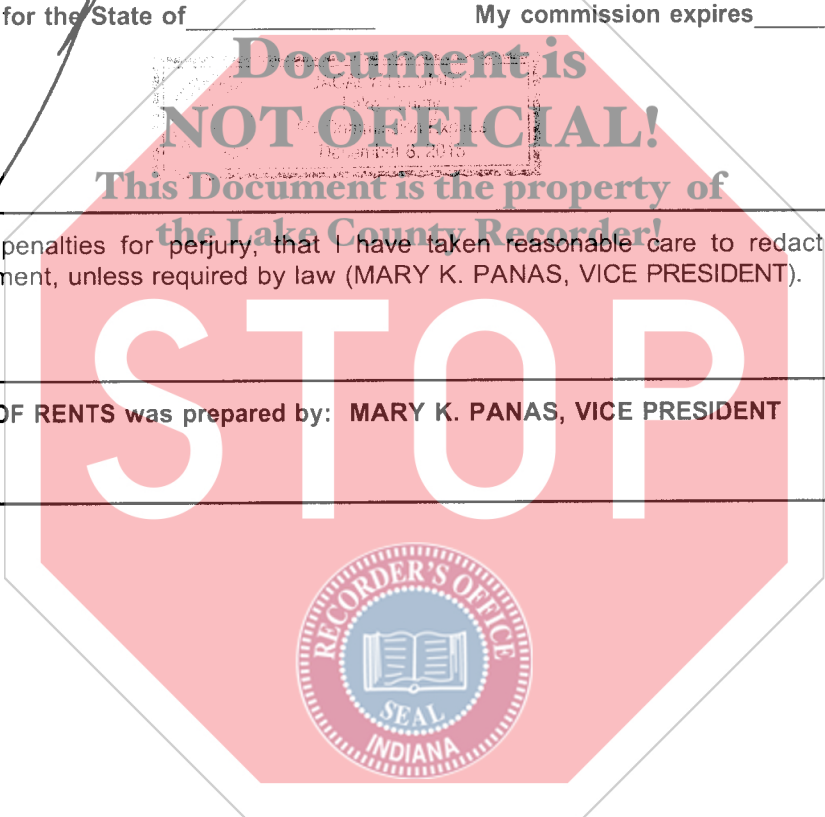 for the State of
My commission expires
Document is
NOT OFFICIAL!
This Document is the property of
the Lake County Recorder!
penalties for perjury, that I have taken reasonable care to redact
ment, unless required by law (MARY K. PANAS, VICE PRESIDENT).
OF RENTS was prepared by: MARY K. PANAS, VICE PRESIDENT
STOP
RECORDER'S OFFICE
SEAL
INDIANA